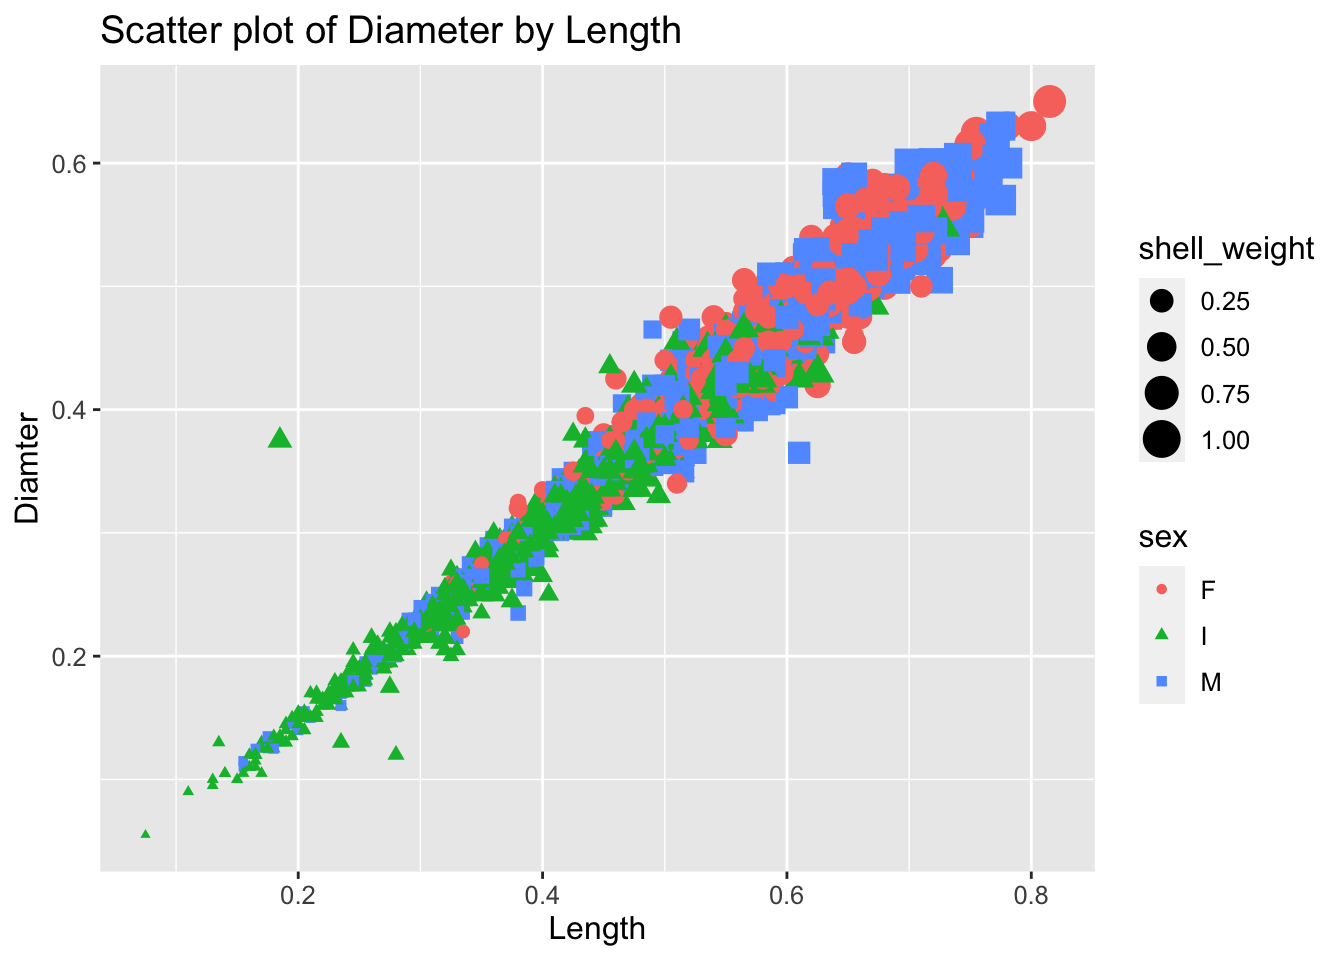 Scatter plot of Diameter by Length
Diamter
0.6
0.4
0.2
0.2 0.4 0.6 0.8
Length
shell_weight
0.25
0.50
0.75
1.00
sex
F
I
M